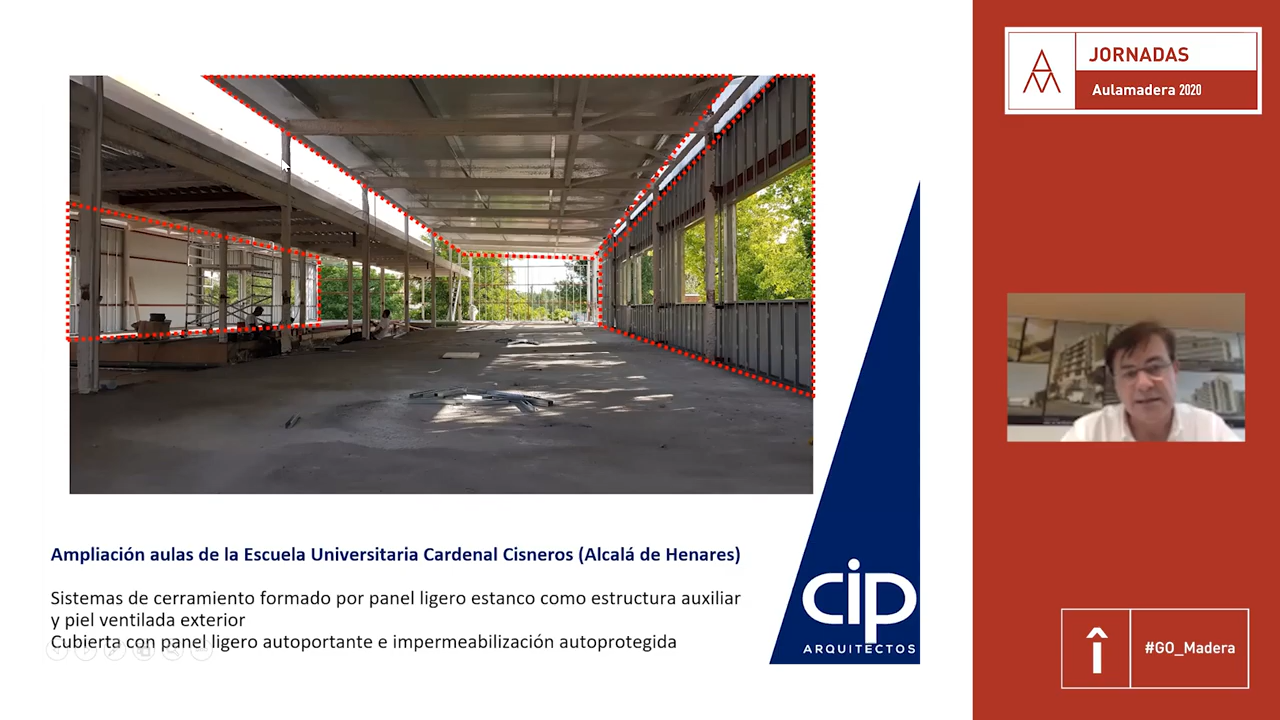 JORNADAS
Aulamadera 2020
Ampliación aulas de la Escuela Universitaria Cardenal Cisneros (Alcalá de Henares)
Sistemas de cerramiento formado por panel ligero estanco como estructura auxiliar
y piel ventilada exterior
Cubierta con panel ligero autoportante e impermeabilización autoprotegida
cip
ARQUITECTOS
#GO_Madera